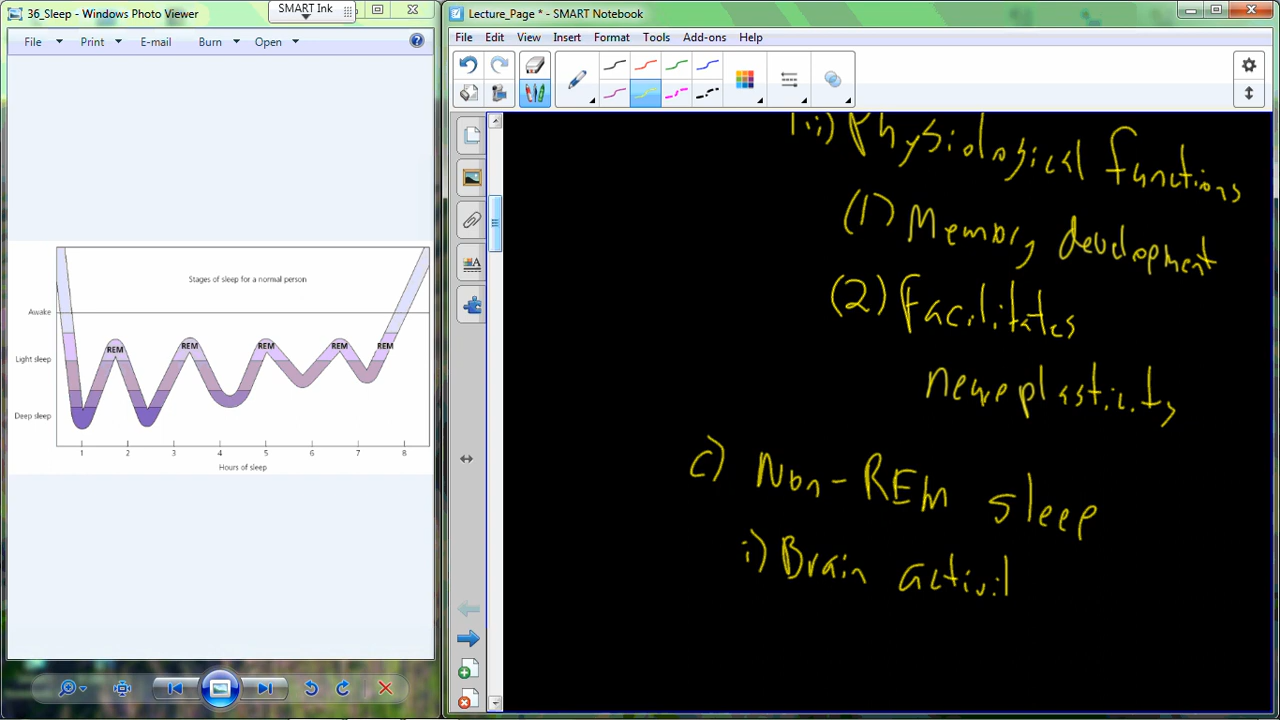 36_Sleep - Windows Photo Viewer
SMART Ink
File Print E-mail Burn Open
Stages of sleep for a normal person
Awake
REM REM REM REM REM
Light sleep
Deep sleep
1 2 3 4 5 6 7 8
Hours of sleep
Lecture_Page * - SMART Notebook
File Edit View Insert Format Tools Add-ons Help
iii) Physiological functions
(1) Memory development
(2) Facilitates
neuroplasticity
c) Non-REM sleep
i) Brain activit